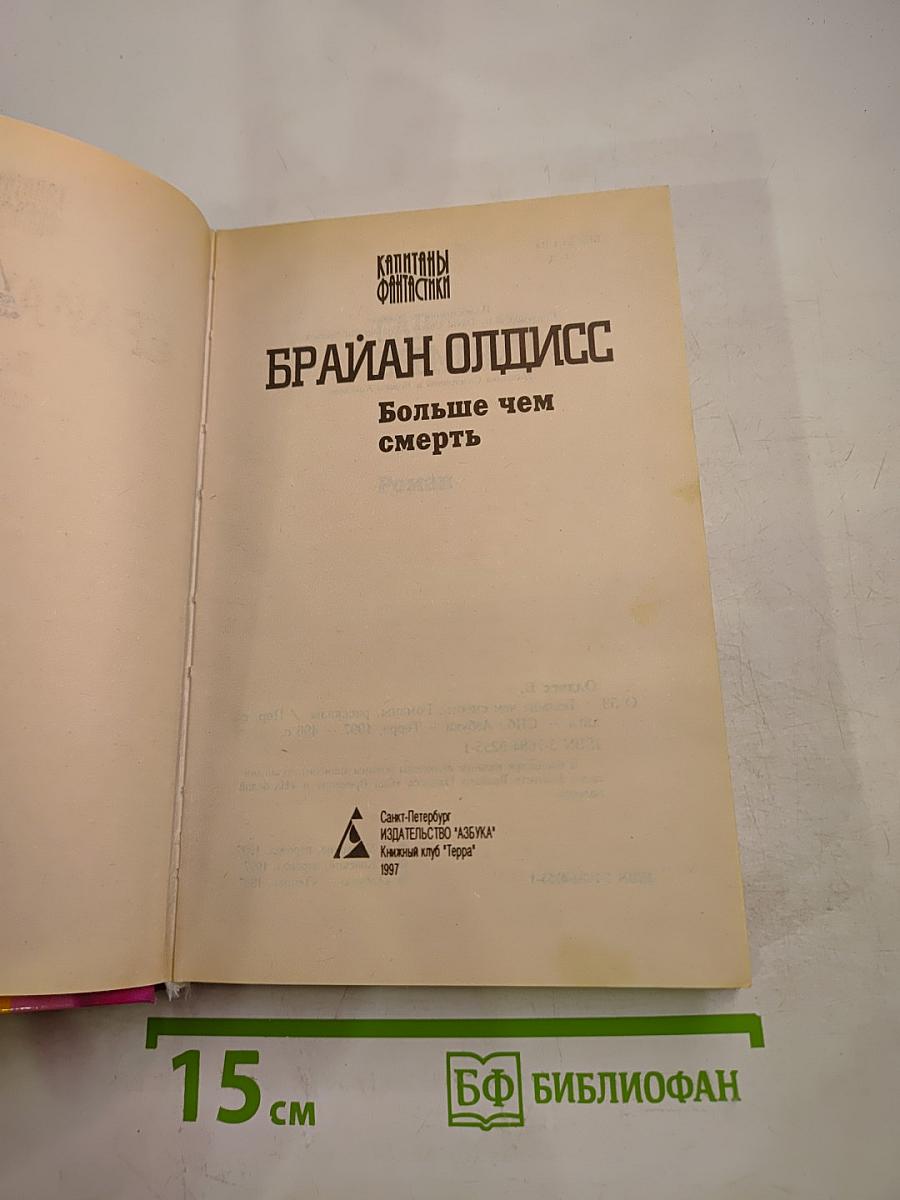 КАПИТАНЫ
ФАНТАСТИКИ
БРАЙАН ОЛДИСС
Больше чем
смерть
Санкт-Петербург
ИЗДАТЕЛЬСТВО "АЗБУКА"
Книжный клуб "Терра"
1997
15 см
БФ БИБЛИОФАН